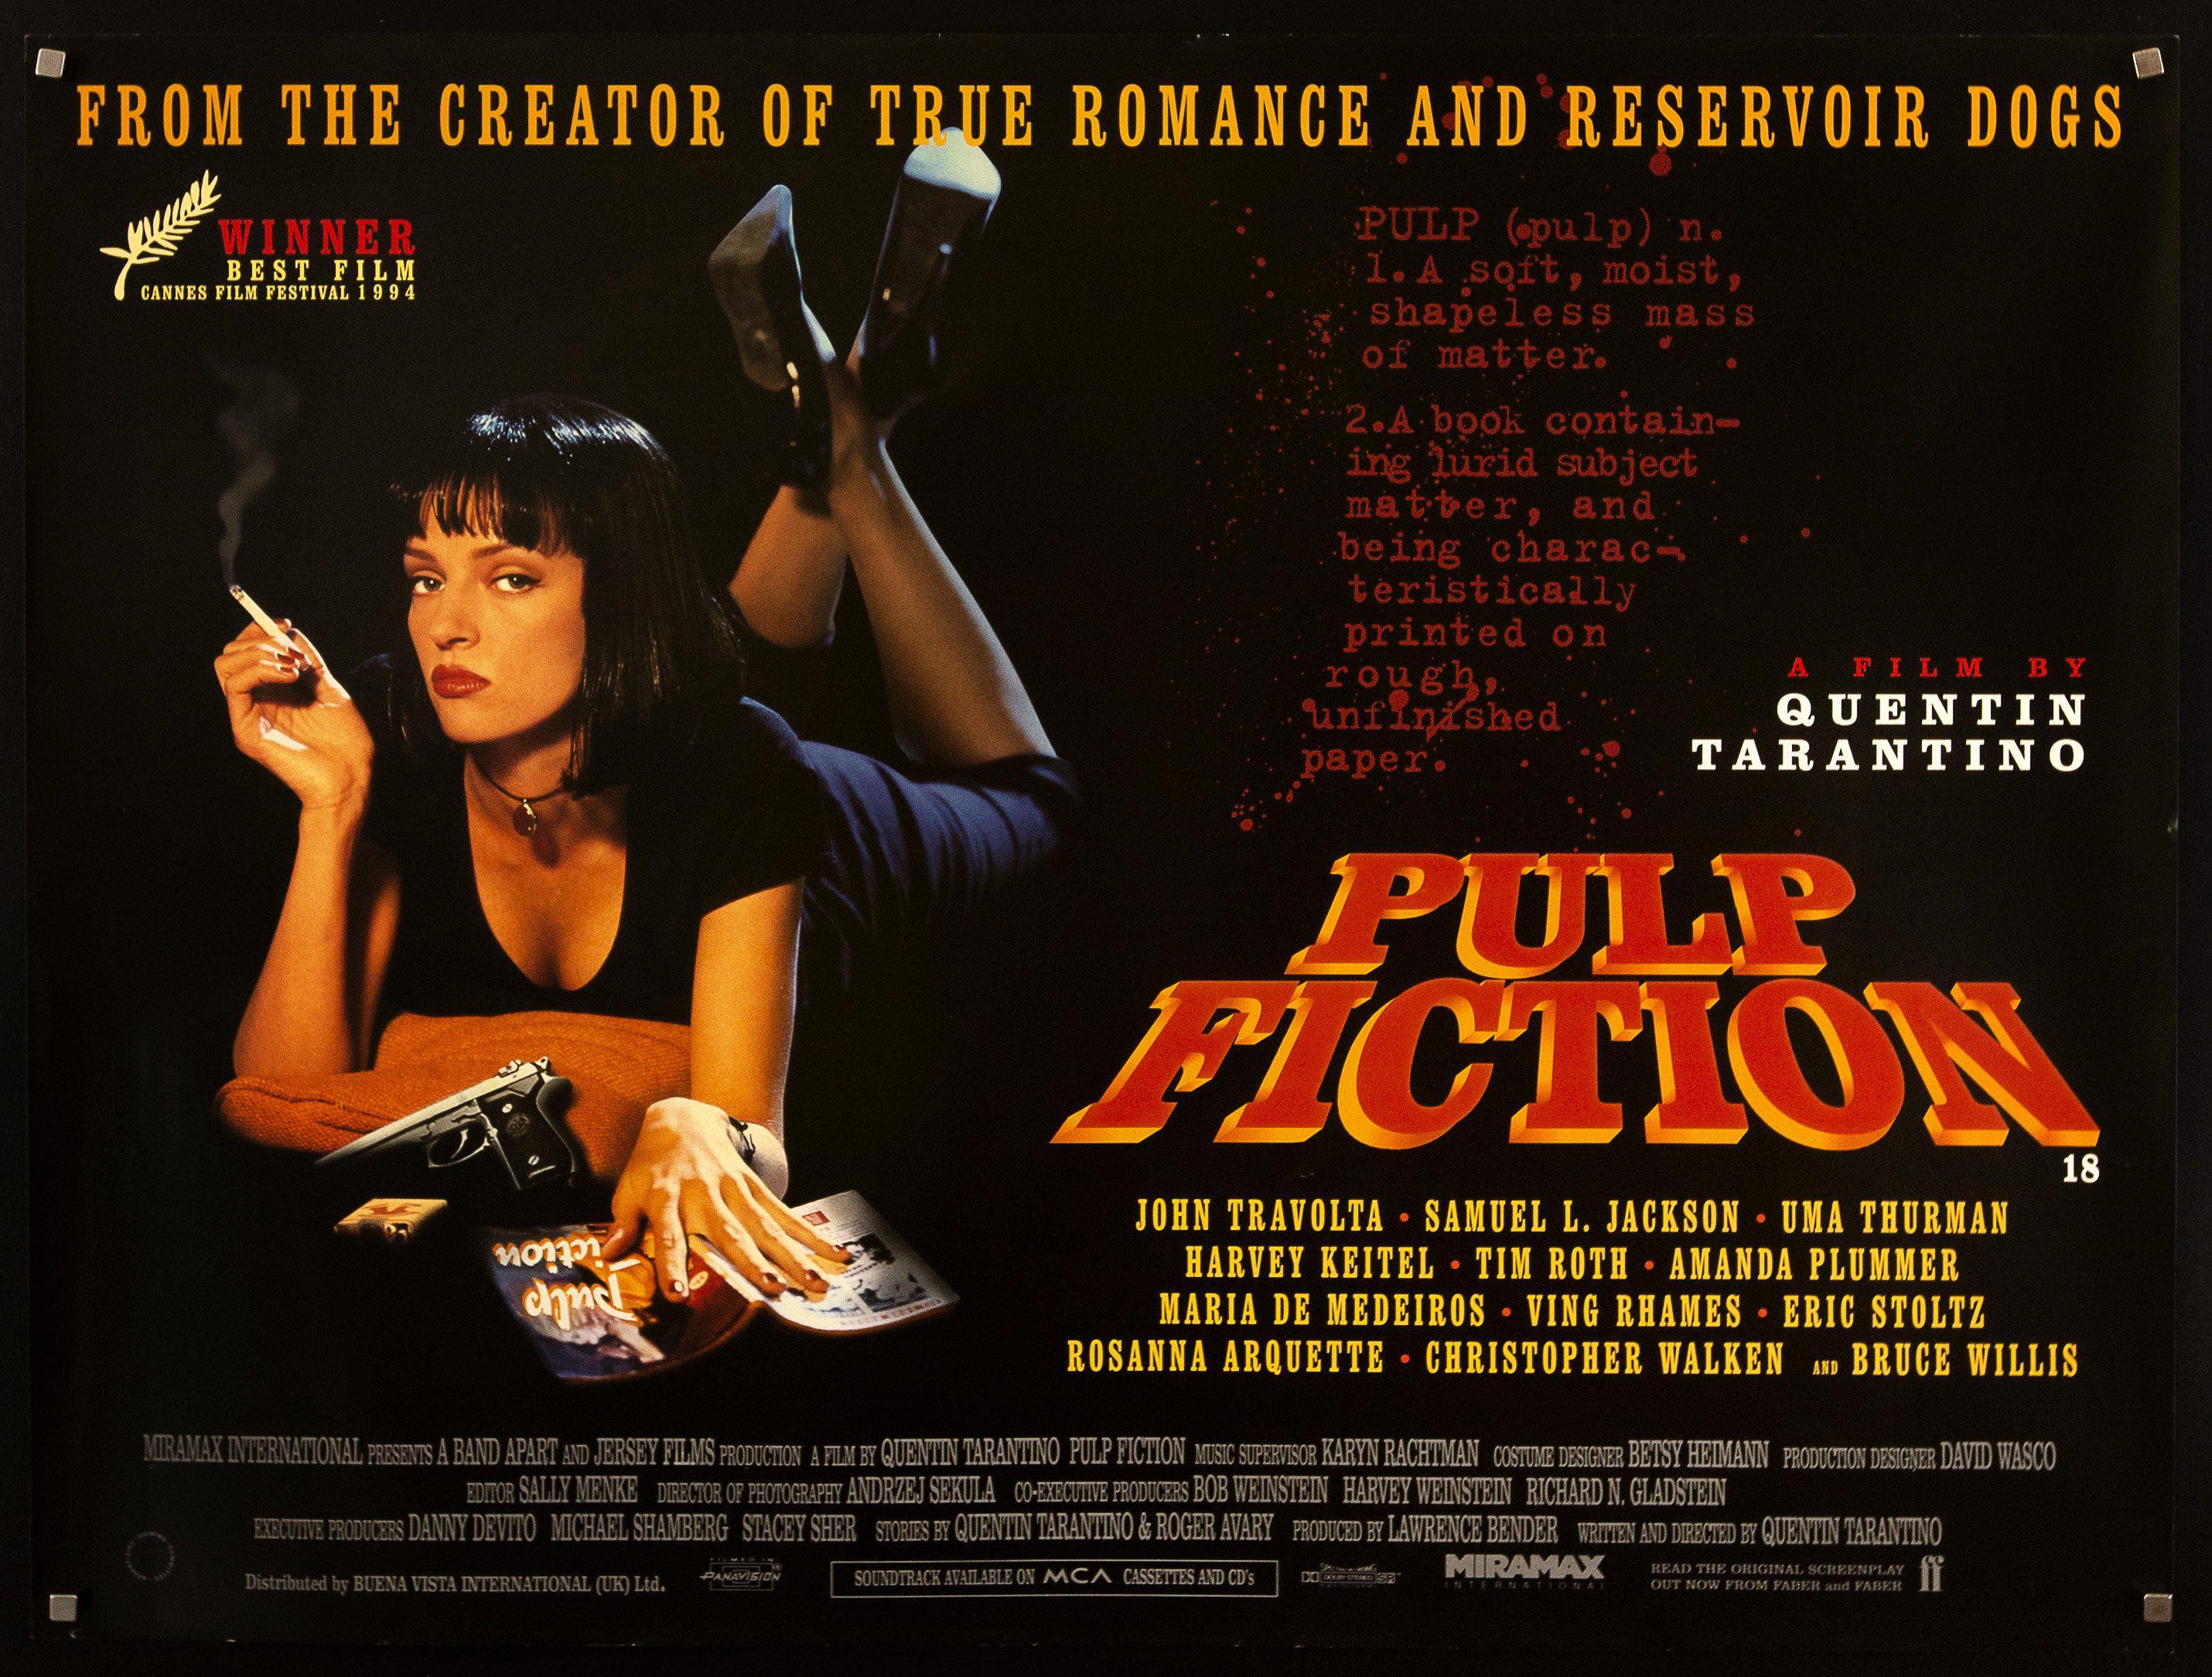 FROM THE CREATOR OF TRUE ROMANCE AND RESERVOIR DOGS
WINNER
BEST FILM
CANNES FILM FESTIVAL 1994
PULP (pulp) n.
1. A soft, moist,
shapeless mass
of matter.
2. A book contain-
ing lurid subject
matter, and
being charac-
teristically
printed on
rough,
unfinished
paper.
A FILM BY
QUENTIN
TARANTINO
PULP
FICTION
18
JOHN TRAVOLTA • SAMUEL L. JACKSON • UMA THURMAN
HARVEY KEITEL • TIM ROTH • AMANDA PLUMMER
MARIA DE MEDEIROS • VING RHAMES • ERIC STOLTZ
ROSANNA ARQUETTE • CHRISTOPHER WALKEN AND BRUCE WILLIS
Pulp
Fiction
MIRAMAX INTERNATIONAL PRESENTS A BAND APART AND JERSEY FILMS PRODUCTION A FILM BY QUENTIN TARANTINO PULP FICTION MUSIC SUPERVISOR KARYN RACHTMAN COSTUME DESIGNER BETSY HEIMANN PRODUCTION DESIGNER DAVID WASCO
EDITOR SALLY MENKE DIRECTOR OF PHOTOGRAPHY ANDRZEJ SEKULA CO-EXECUTIVE PRODUCERS BOB WEINSTEIN HARVEY WEINSTEIN RICHARD N. GLADSTEIN
EXECUTIVE PRODUCERS DANNY DEVITO MICHAEL SHAMBERG STACEY SHER STORIES BY QUENTIN TARANTINO & ROGER AVARY PRODUCED BY LAWRENCE BENDER WRITTEN AND DIRECTED BY QUENTIN TARANTINO
Distributed by BUENA VISTA INTERNATIONAL (UK) Ltd.
FILMED IN
PANAVISION®
SOUNDTRACK AVAILABLE ON MCA CASSETTES AND CD's
DOLBY STEREO SR
MIRAMAX
INTERNATIONAL
READ THE ORIGINAL SCREENPLAY
OUT NOW FROM FABER and FABER
ff